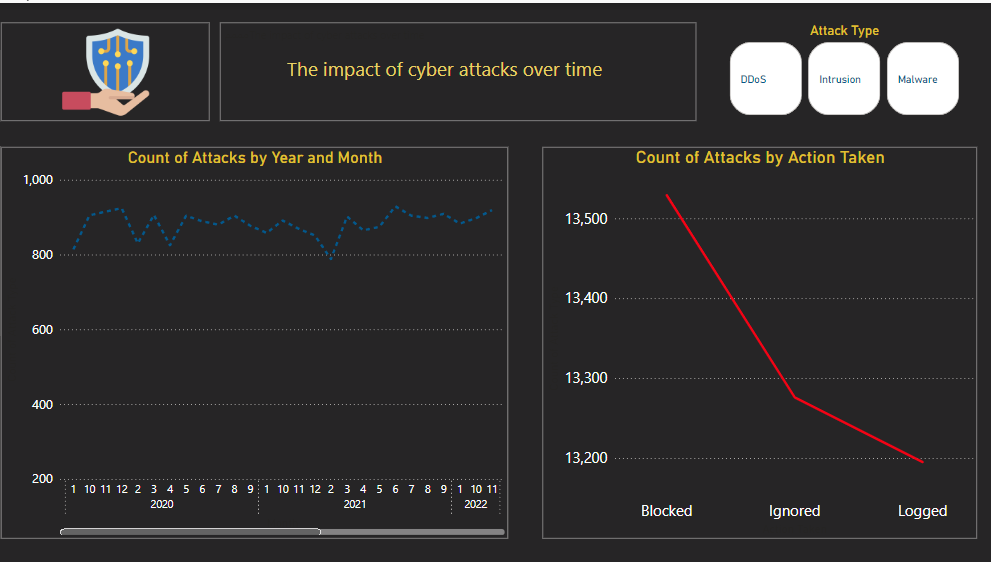 The impact of cyber attacks over time
Attack Type
DDoS Intrusion Malware
Count of Attacks by Year and Month
1,000
800
600
400
200
1 10 11 12 2 3 4 5 6 7 8 9 1 10 11 12 2 3 4 5 6 7 8 9 1 10 11
2020 2021 2022
Count of Attacks by Action Taken
13,500
13,400
13,300
13,200
Blocked Ignored Logged